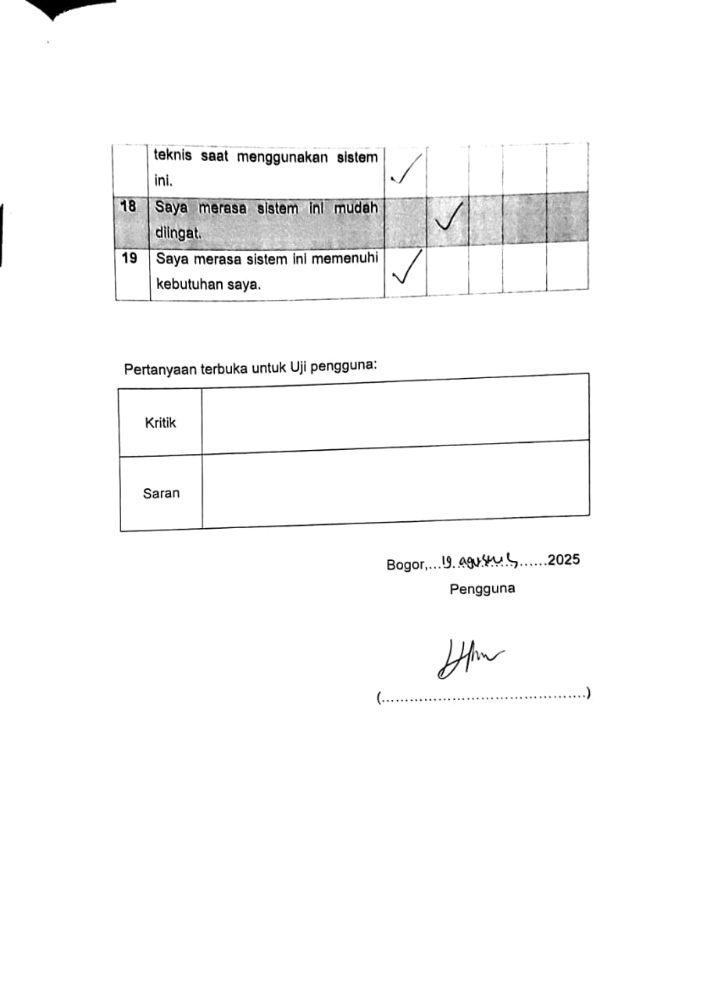 teknis saat menggunakan sistem
ini.
18 Saya merasa sistem ini mudah
diingat.
19 Saya merasa sistem ini memenuhi
kebutuhan saya.
Pertanyaan terbuka untuk Uji pengguna:
Kritik
Saran
Bogor,...19 agustus......2025
Pengguna
(...........................................)